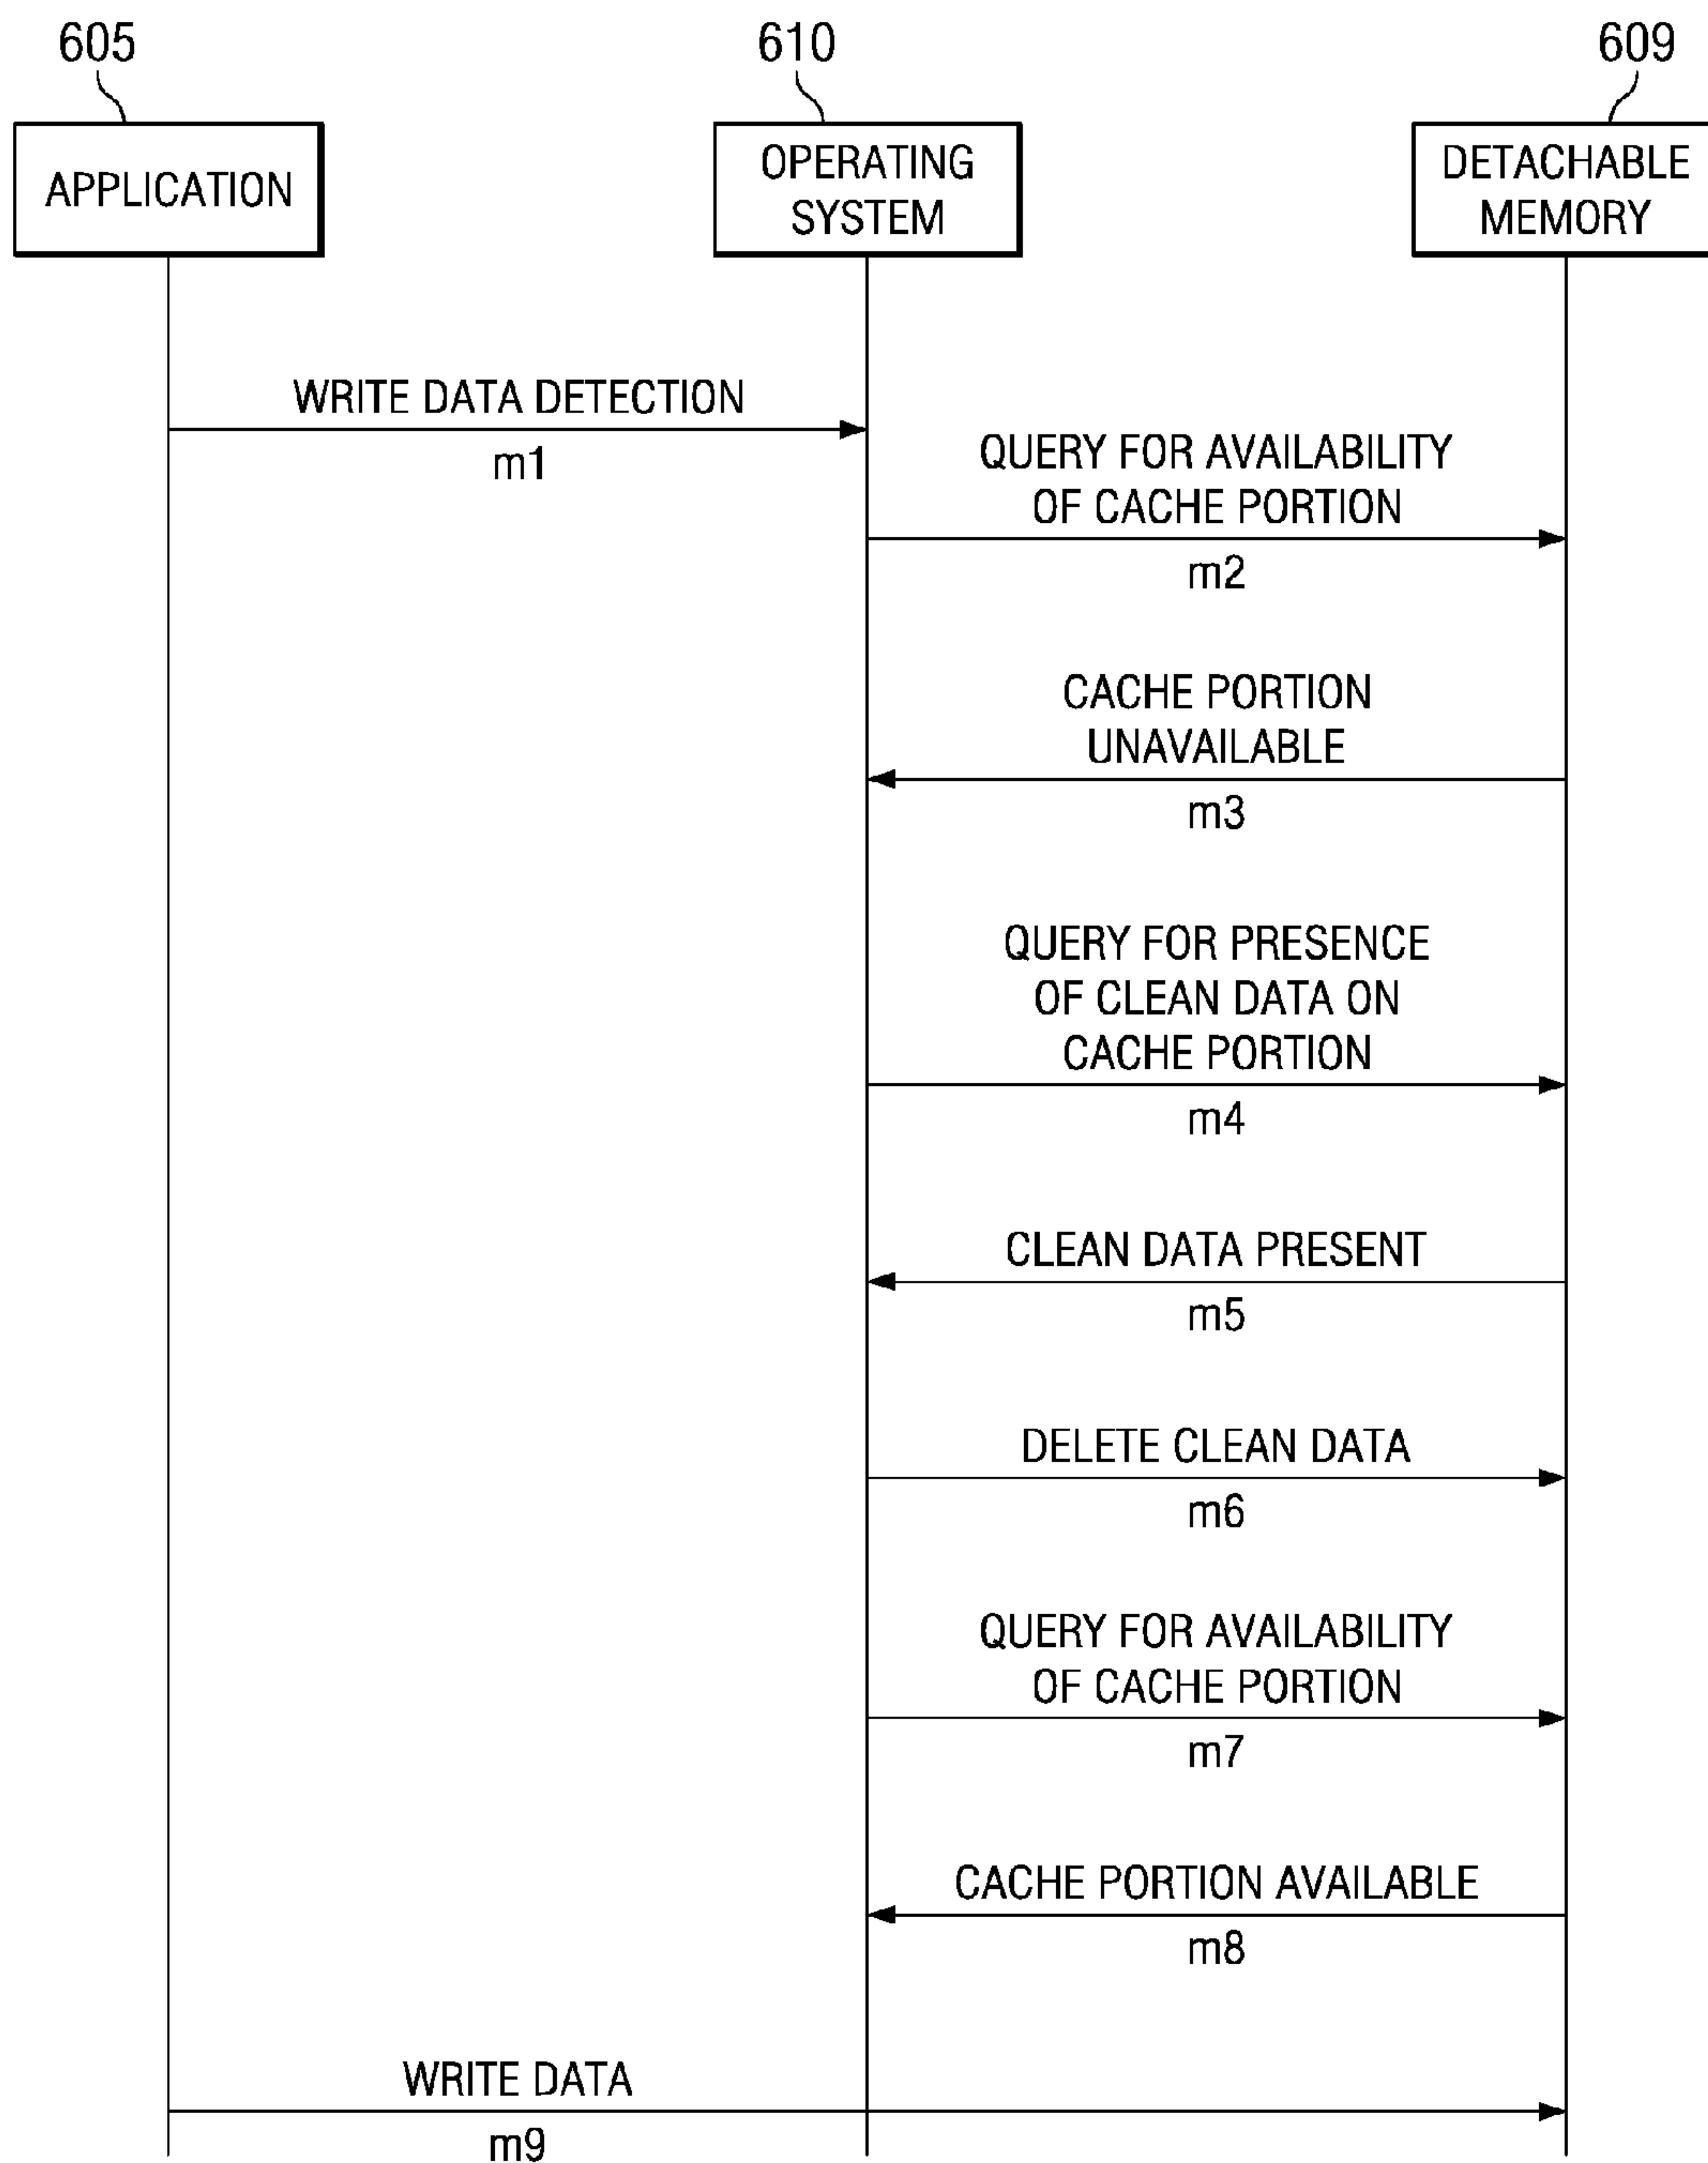 605
610
609
APPLICATION
OPERATING
SYSTEM
DETACHABLE
MEMORY
WRITE DATA DETECTION
m1
QUERY FOR AVAILABILITY
OF CACHE PORTION
m2
CACHE PORTION
UNAVAILABLE
m3
QUERY FOR PRESENCE
OF CLEAN DATA ON
CACHE PORTION
m4
CLEAN DATA PRESENT
m5
DELETE CLEAN DATA
m6
QUERY FOR AVAILABILITY
OF CACHE PORTION
m7
CACHE PORTION AVAILABLE
m8
WRITE DATA
m9